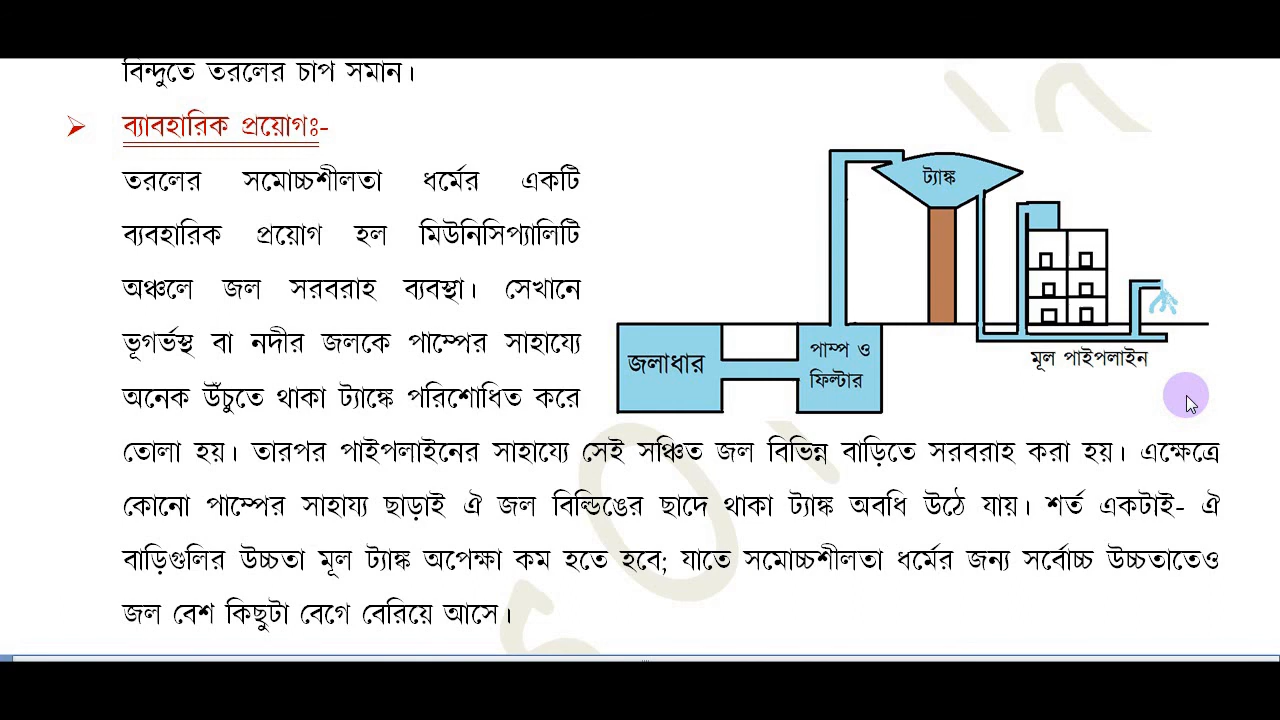 বিন্দুতে তরলের চাপ সমান।
ব্যাবহারিক প্রয়োগঃ-
তরলের সমোচ্চশীলতা ধর্মের একটি
ব্যবহারিক প্রয়োগ হল মিউনিসিপ্যালিটি
অঞ্চলে জল সরবরাহ ব্যবস্থা। সেখানে
ভূগর্ভস্থ বা নদীর জলকে পাম্পের সাহায্যে
অনেক উঁচুতে থাকা ট্যাঙ্কে পরিশোধিত করে
তোলা হয়। তারপর পাইপলাইনের সাহায্যে সেই সঞ্চিত জল বিভিন্ন বাড়িতে সরবরাহ করা হয়। এক্ষেত্রে
কোনো পাম্পের সাহায্য ছাড়াই ঐ জল বিল্ডিঙের ছাদে থাকা ট্যাঙ্ক অবধি উঠে যায়। শর্ত একটাই- ঐ
বাড়িগুলির উচ্চতা মূল ট্যাঙ্ক অপেক্ষা কম হতে হবে; যাতে সমোচ্চশীলতা ধর্মের জন্য সর্বোচ্চ উচ্চতাতেও
জল বেশ কিছুটা বেগে বেরিয়ে আসে।
ট্যাঙ্ক
জলাধার
পাম্প ও
ফিল্টার
মূল পাইপলাইন